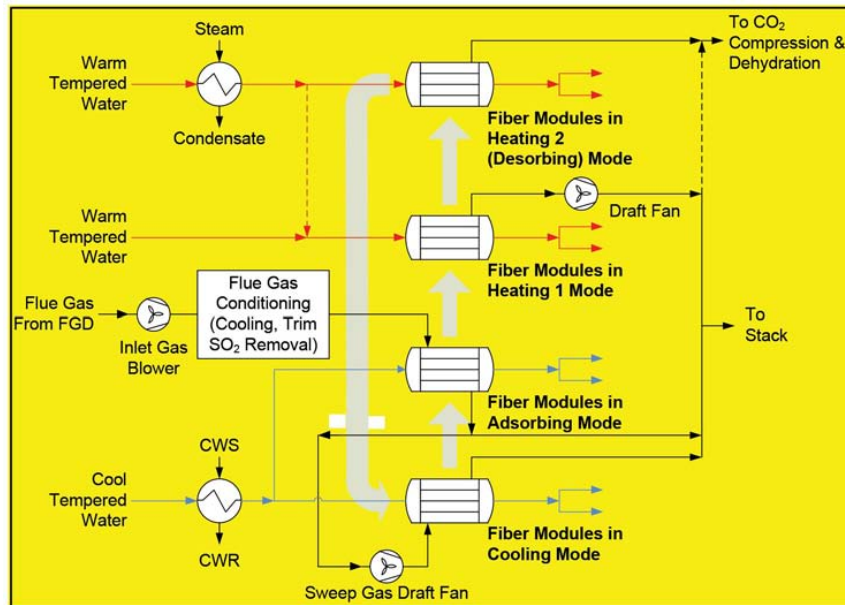 Steam
Warm
Tempered
Water
Condensate
To CO₂
Compression &
Dehydration
Fiber Modules in
Heating 2
(Desorbing) Mode
Warm
Tempered
Water
Draft Fan
Fiber Modules in
Heating 1 Mode
Flue Gas
From FGD
Inlet Gas
Blower
Flue Gas
Conditioning
(Cooling, Trim
SO₂ Removal)
To
Stack
Fiber Modules in
Adsorbing Mode
CWS
Cool
Tempered
Water
CWR
Fiber Modules in
Cooling Mode
Sweep Gas Draft Fan